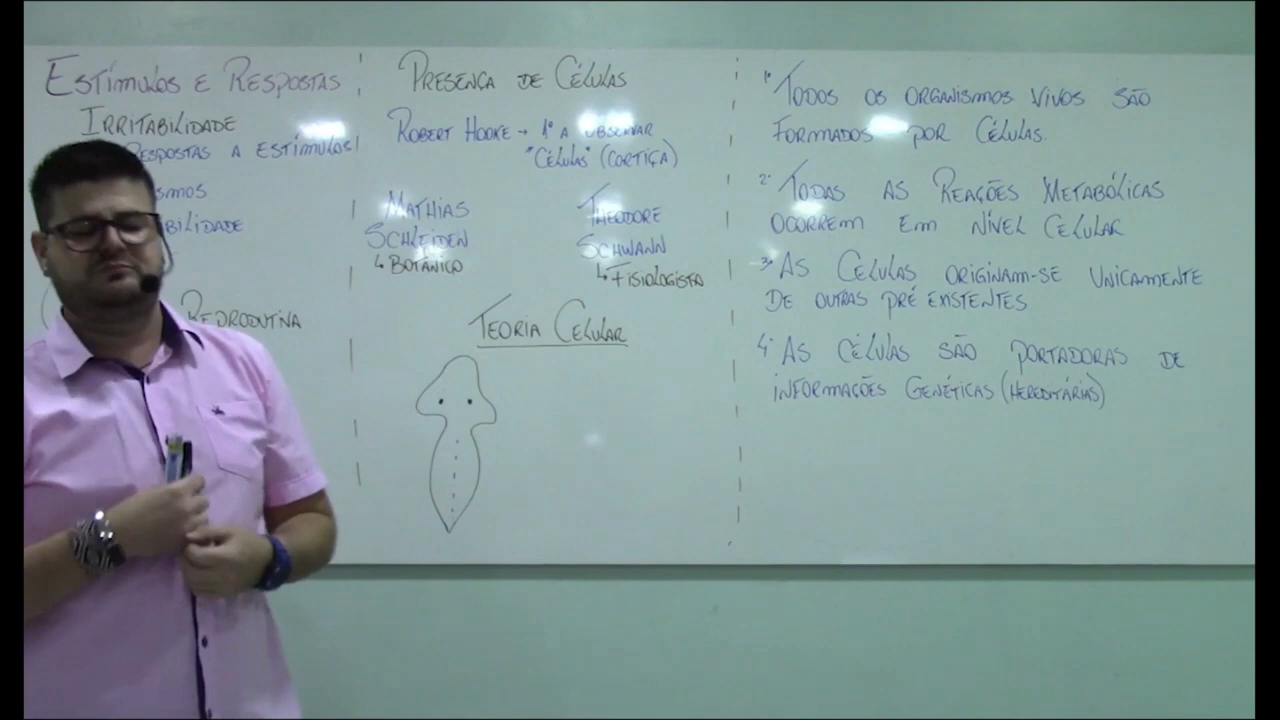 Estímulos e Respostas
Irritabilidade
Respostas a estímulos
Reprodutiva
Presença de Células
Robert Hooke → 1º a observar
"Células" (cortiça)
Mathias
Schleiden
↳ Botânico
Theodore
Schwann
↳ Fisiologista
Teoria Celular
1º Todos os organismos vivos são
formados por células.
2º Todas as Reações Metabólicas
ocorrem em nível celular
3º As Celulas originam-se unicamente
de outras pré existentes
4º As células são portadoras de
informações Genéticas (Hereditárias)